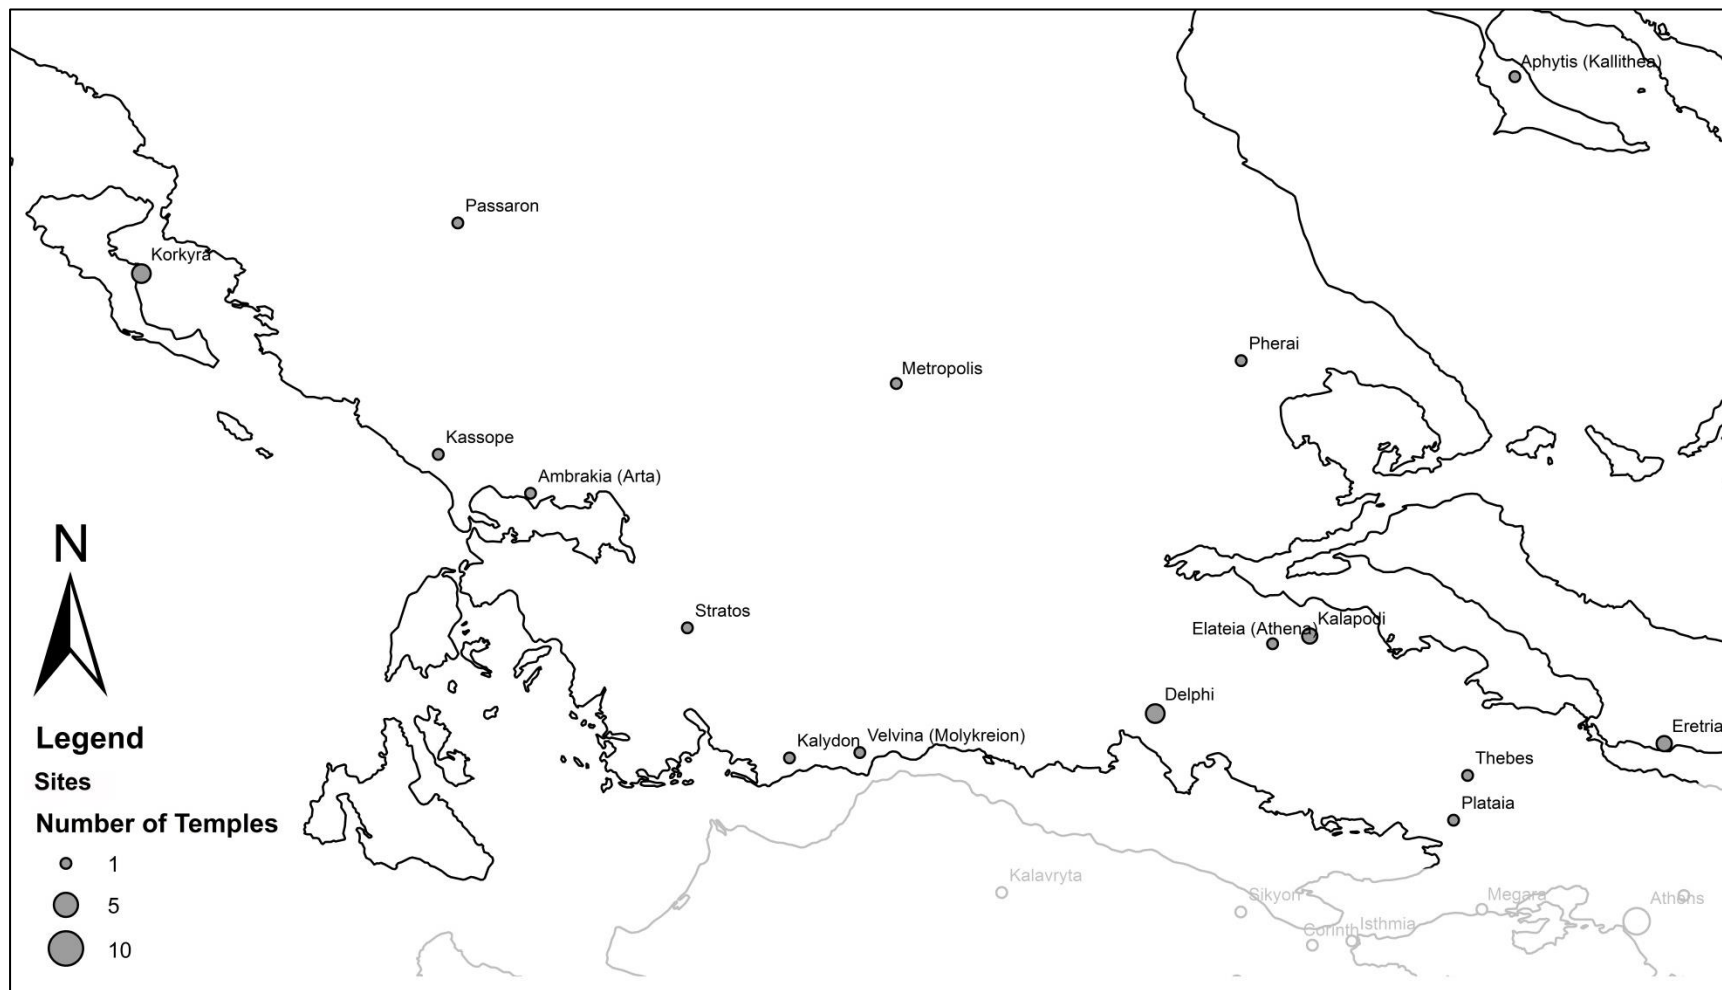 Aphytis (Kallithea)
Passaron
Korkyra
Pherai
Metropolis
Kassope
Ambrakia (Arta)
N
Stratos
Kalapodi
Elateia (Athena)
Delphi
Eretria
Velvina (Molykreion)
Kalydon
Thebes
Plataia
Legend
Sites
Number of Temples
1
5
10
Kalavryta
Sikyon
Megara
Athens
Isthmia
Corinth